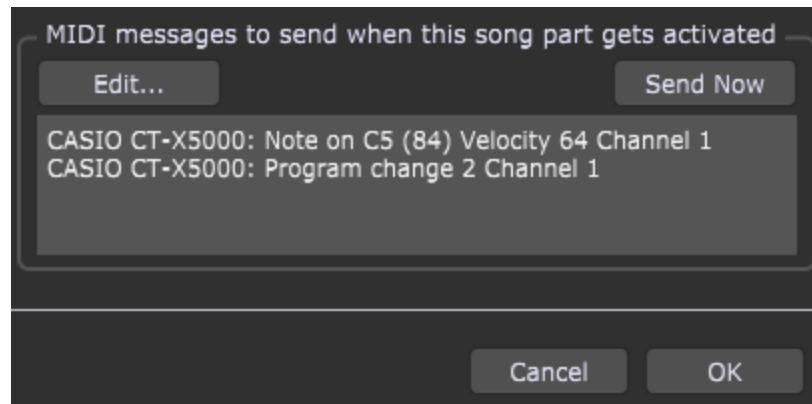 MIDI messages to send when this song part gets activated
Edit...
Send Now
CASIO CT-X5000: Note on C5 (84) Velocity 64 Channel 1
CASIO CT-X5000: Program change 2 Channel 1
Cancel
OK